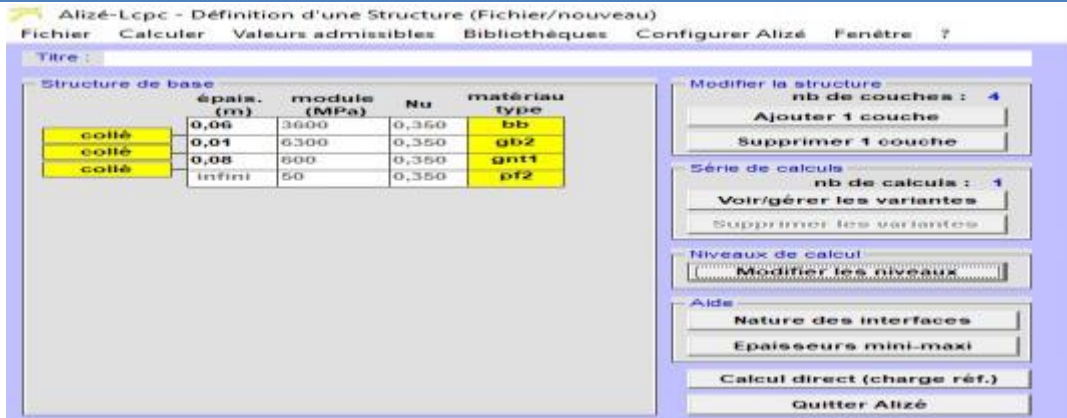 Alizé-Lcpc - Définition d'une Structure (Fichier/nouveau)
Fichier Calculer Valeurs admissibles Bibliothèques Configurer Alizé Fenêtre ?
Titre :
Structure de base
épais. (m) module (MPa) Nu matériau type
0,06 3600 0,350 bb
collé
0,01 6300 0,350 gb2
collé
0,08 600 0,350 gnt1
collé
infini 50 0,350 pf2
Modifier la structure
nb de couches : 4
Ajouter 1 couche
Supprimer 1 couche
Série de calculs
nb de calculs : 1
Voir/gérer les variantes
Supprimer les variantes
Niveaux de calcul
Modifier les niveaux
Aide
Nature des interfaces
Epaisseurs mini-maxi
Calcul direct (charge réf.)
Quitter Alizé